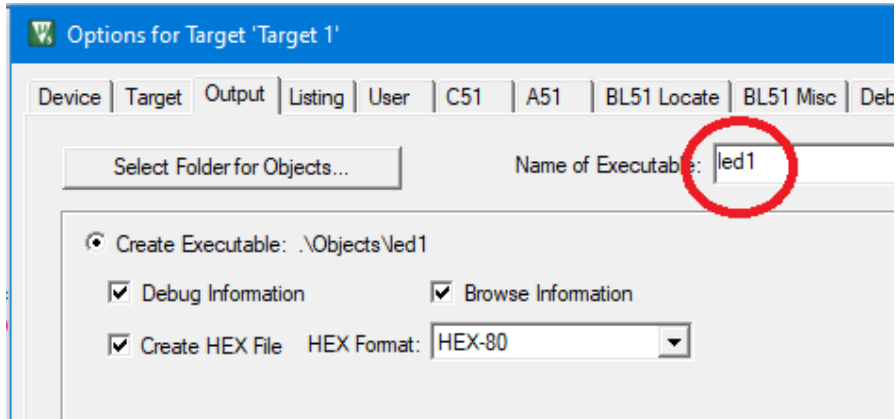 Options for Target 'Target 1'
Device Target Output Listing User C51 A51 BL51 Locate BL51 Misc Deb
Select Folder for Objects... Name of Executable: led1
Create Executable: .\Objects\led1
Debug Information Browse Information
Create HEX File HEX Format: HEX-80